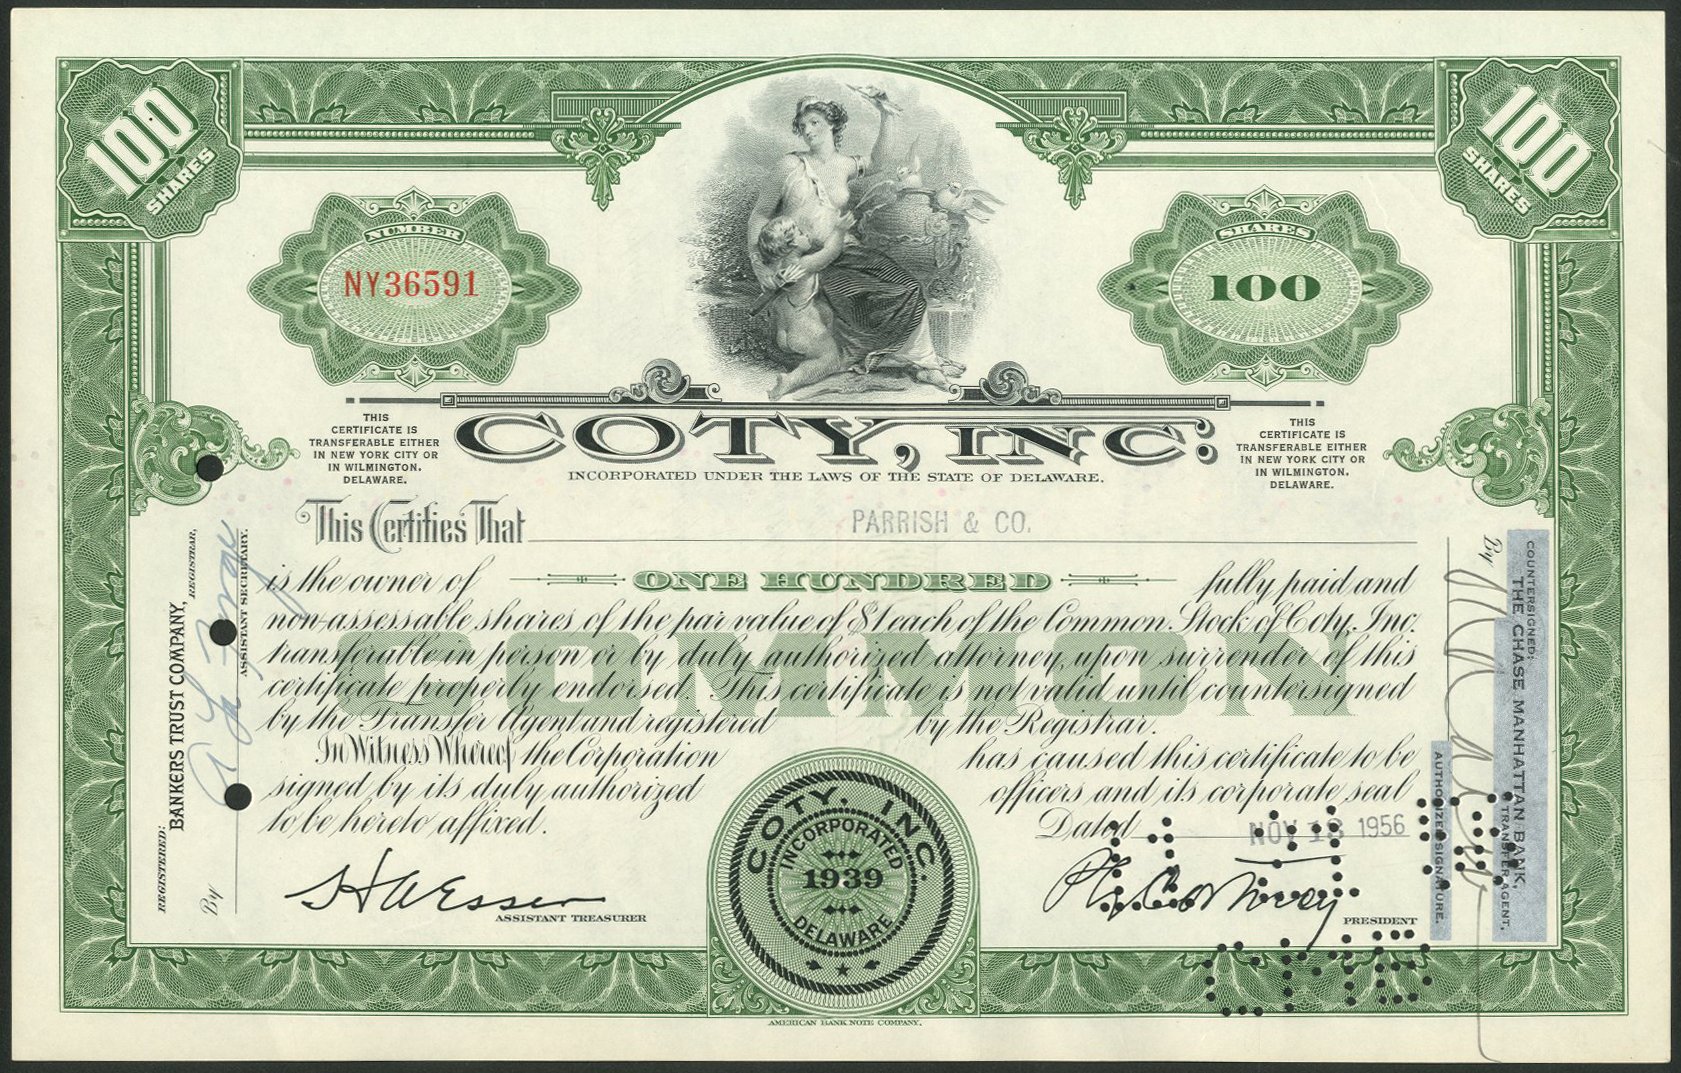 100 SHARES
100 SHARES
NUMBER
NY36591
SHARES
100
THIS
CERTIFICATE IS
TRANSFERABLE EITHER
IN NEW YORK CITY OR
IN WILMINGTON,
DELAWARE.
COTY, INC.
THIS
CERTIFICATE IS
TRANSFERABLE EITHER
IN NEW YORK CITY OR
IN WILMINGTON,
DELAWARE.
INCORPORATED UNDER THE LAWS OF THE STATE OF DELAWARE.
This Certifies That PARRISH & CO.
is the owner of ONE HUNDRED fully paid and
non-assessable shares of the par value of $1 each of the Common Stock of Coty, Inc.
transferable in person or by duly authorized attorney, upon surrender of this
certificate properly endorsed. This certificate is not valid until countersigned
by the Transfer Agent and registered by the Registrar.
COMMON
In Witness Whereof the Corporation has caused this certificate to be
signed by its duly authorized officers and its corporate seal
to be hereto affixed. Dated NOV 13 1956
ASSISTANT TREASURER
PRESIDENT
COTY, INC.
INCORPORATED
1939
DELAWARE
REGISTERED:
BANKERS TRUST COMPANY,
REGISTRAR,
By
ASSISTANT SECRETARY.
COUNTERSIGNED:
THE CHASE MANHATTAN BANK,
TRANSFER AGENT,
By
AUTHORIZED SIGNATURE.
AMERICAN BANK NOTE COMPANY.